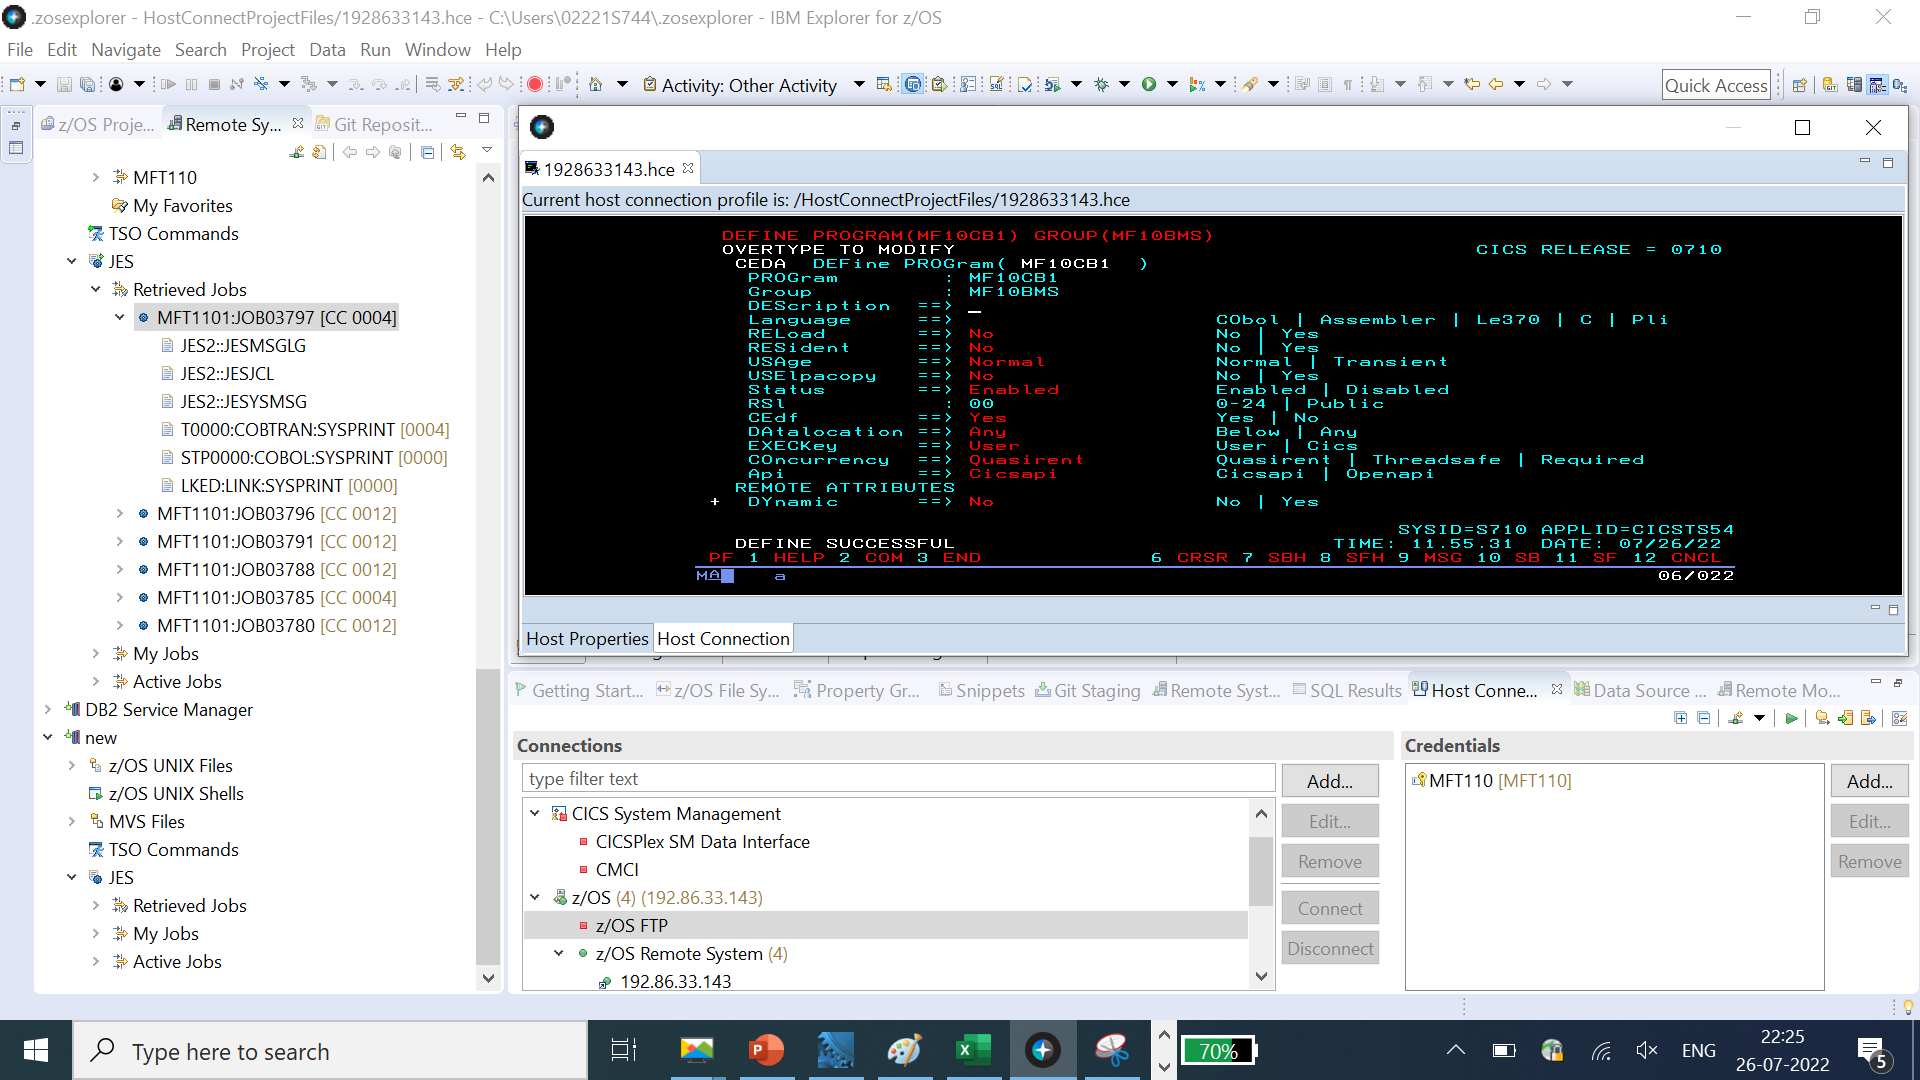 .zosexplorer - HostConnectProjectFiles/1928633143.hce - C:\Users\02221S744\.zosexplorer - IBM Explorer for z/OS
File Edit Navigate Search Project Data Run Window Help
Activity: Other Activity
Quick Access
z/OS Proje...
Remote Sy...
Git Reposit...
MFT110
My Favorites
TSO Commands
JES
Retrieved Jobs
MFT1101:JOB03797 [CC 0004]
JES2::JESMSGLG
JES2::JESJCL
JES2::JESYSMSG
T0000:COBTRAN:SYSPRINT [0004]
STP0000:COBOL:SYSPRINT [0000]
LKED:LINK:SYSPRINT [0000]
MFT1101:JOB03796 [CC 0012]
MFT1101:JOB03791 [CC 0012]
MFT1101:JOB03788 [CC 0012]
MFT1101:JOB03785 [CC 0004]
MFT1101:JOB03780 [CC 0012]
My Jobs
Active Jobs
DB2 Service Manager
new
z/OS UNIX Files
z/OS UNIX Shells
MVS Files
TSO Commands
JES
Retrieved Jobs
My Jobs
Active Jobs
1928633143.hce
Current host connection profile is: /HostConnectProjectFiles/1928633143.hce
DEFINE PROGRAM(MF10CB1) GROUP(MF10BMS)
OVERTYPE TO MODIFY CICS RELEASE = 0710
CEDA DEFine PROGram( MF10CB1 )
PROGram : MF10CB1
Group : MF10BMS
DEScription ==>
Language ==> CObol | Assembler | Le370 | C | Pli
RELoad ==> No No | Yes
RESident ==> No No | Yes
USAge ==> Normal Normal | Transient
USElpacopy ==> No No | Yes
Status ==> Enabled Enabled | Disabled
RSl : 00 0-24 | Public
CEdf ==> Yes Yes | No
DAtalocation ==> Any Below | Any
EXECKey ==> User User | Cics
COncurrency ==> Quasirent Quasirent | Threadsafe | Required
Api ==> Cicsapi Cicsapi | Openapi
REMOTE ATTRIBUTES
+ DYnamic ==> No No | Yes
SYSID=S710 APPLID=CICSTS54
DEFINE SUCCESSFUL TIME: 11.55.31 DATE: 07/26/22
PF 1 HELP 2 COM 3 END 6 CRSR 7 SBH 8 SFH 9 MSG 10 SB 11 SF 12 CNCL
MA a 06/022
Host Properties Host Connection
Getting Start... z/OS File Sy... Property Gr... Snippets Git Staging Remote Syst... SQL Results Host Conne... Data Source ... Remote Mo...
Connections
type filter text
CICS System Management
CICSPlex SM Data Interface
CMCI
z/OS (4) (192.86.33.143)
z/OS FTP
z/OS Remote System (4)
192.86.33.143
Add...
Edit...
Remove
Connect
Disconnect
Credentials
MFT110 [MFT110]
Add...
Edit...
Remove
Type here to search
70%
ENG
22:25
26-07-2022
5